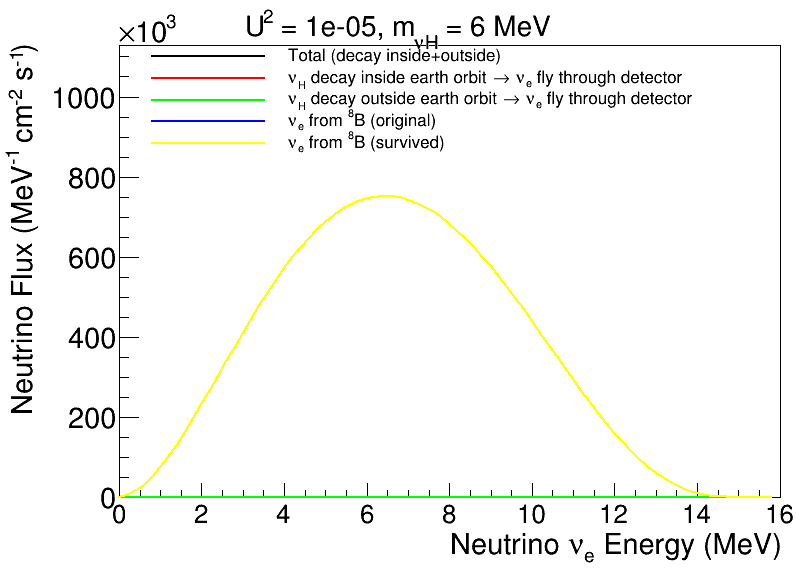 ×10³ U² = 1e-05, m_νH = 6 MeV
Total (decay inside+outside)
ν_H decay inside earth orbit → ν_e fly through detector
ν_H decay outside earth orbit → ν_e fly through detector
ν_e from ⁸B (original)
ν_e from ⁸B (survived)
Neutrino Flux (MeV⁻¹ cm⁻² s⁻¹)
1000
800
600
400
200
0
0 2 4 6 8 10 12 14 16
Neutrino ν_e Energy (MeV)